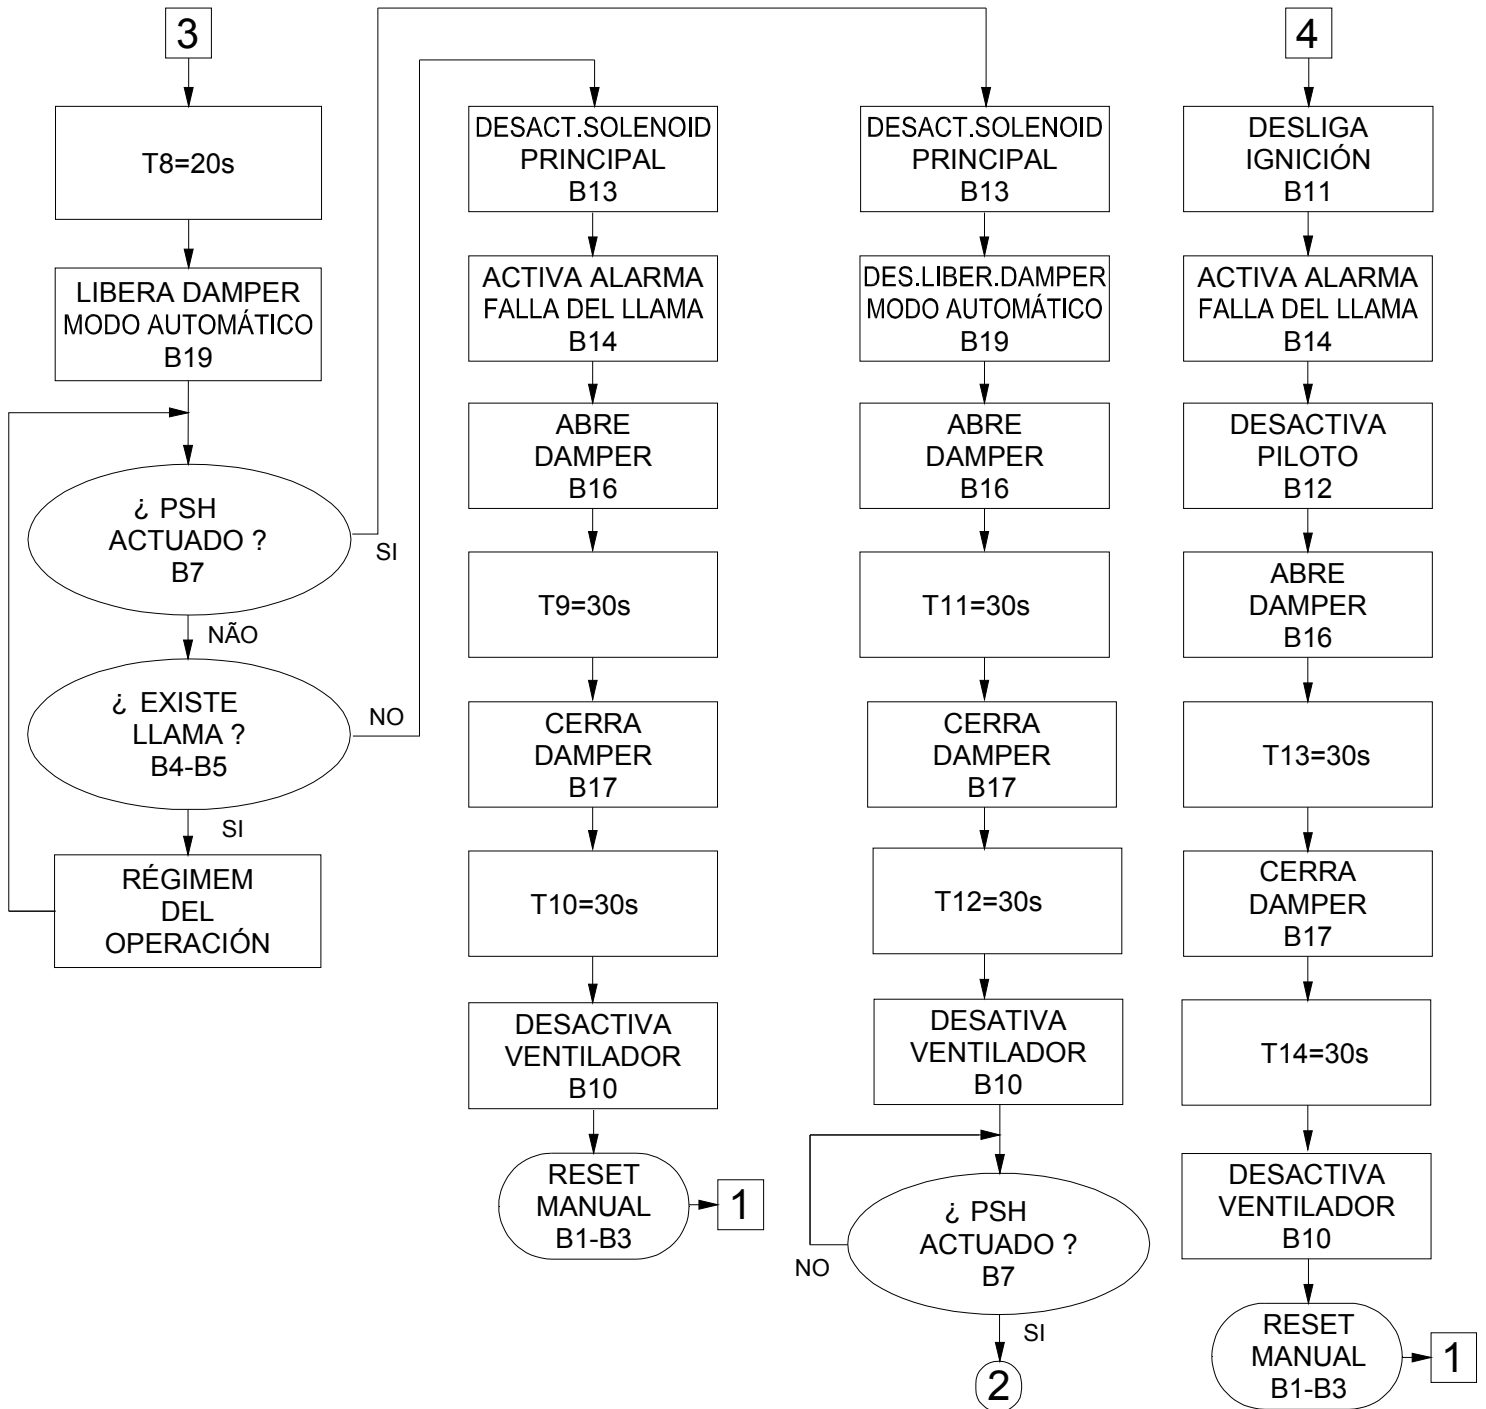 3
T8=20s
LIBERA DAMPER
MODO AUTOMÁTICO
B19
¿ PSH
ACTUADO ?
B7
SI
NÃO
¿ EXISTE
LLAMA ?
B4-B5
NO
SI
RÉGIMEM
DEL
OPERACIÓN
DESACT.SOLENOID
PRINCIPAL
B13
ACTIVA ALARMA
FALLA DEL LLAMA
B14
ABRE
DAMPER
B16
T9=30s
CERRA
DAMPER
B17
T10=30s
DESACTIVA
VENTILADOR
B10
RESET
MANUAL
B1-B3
1
DESACT.SOLENOID
PRINCIPAL
B13
DES.LIBER.DAMPER
MODO AUTOMÁTICO
B19
ABRE
DAMPER
B16
T11=30s
CERRA
DAMPER
B17
T12=30s
DESATIVA
VENTILADOR
B10
¿ PSH
ACTUADO ?
B7
NO
SI
2
4
DESLIGA
IGNICIÓN
B11
ACTIVA ALARMA
FALLA DEL LLAMA
B14
DESACTIVA
PILOTO
B12
ABRE
DAMPER
B16
T13=30s
CERRA
DAMPER
B17
T14=30s
DESACTIVA
VENTILADOR
B10
RESET
MANUAL
B1-B3
1